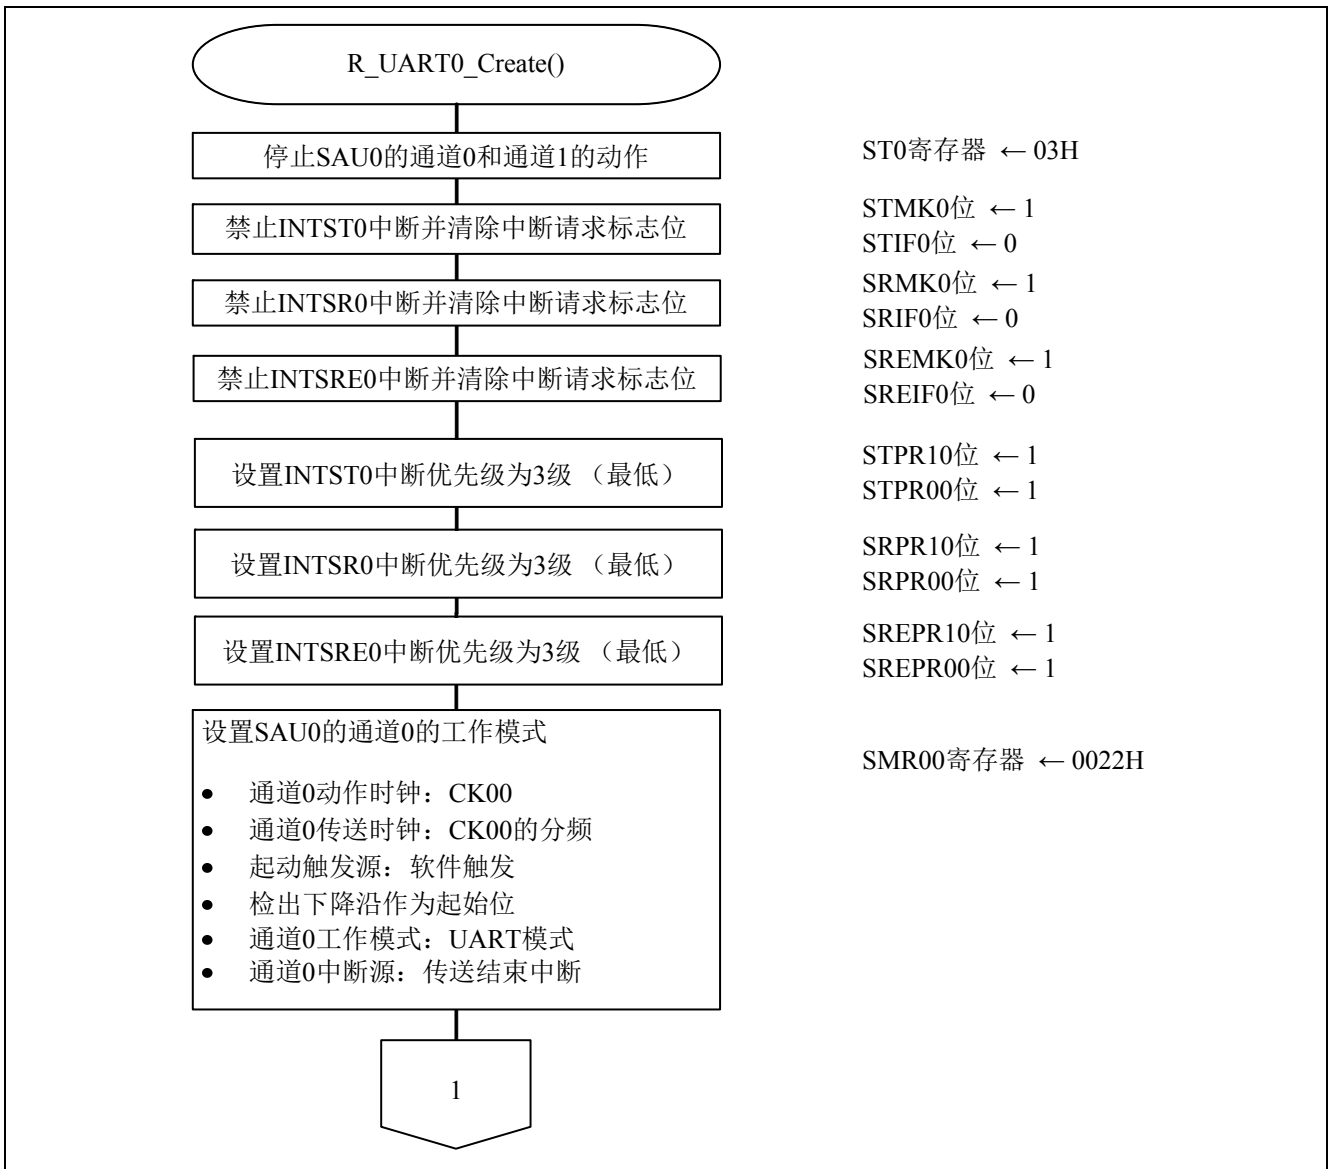 R_UART0_Create()
停止SAU0的通道0和通道1的动作
ST0寄存器 ← 03H
禁止INTST0中断并清除中断请求标志位
STMK0位 ← 1
STIF0位 ← 0
禁止INTSR0中断并清除中断请求标志位
SRMK0位 ← 1
SRIF0位 ← 0
禁止INTSRE0中断并清除中断请求标志位
SREMK0位 ← 1
SREIF0位 ← 0
设置INTST0中断优先级为3级 （最低）
STPR10位 ← 1
STPR00位 ← 1
设置INTSR0中断优先级为3级 （最低）
SRPR10位 ← 1
SRPR00位 ← 1
设置INTSRE0中断优先级为3级 （最低）
SREPR10位 ← 1
SREPR00位 ← 1
设置SAU0的通道0的工作模式
SMR00寄存器 ← 0022H
• 通道0动作时钟：CK00
• 通道0传送时钟：CK00的分频
• 起动触发源：软件触发
• 检出下降沿作为起始位
• 通道0工作模式：UART模式
• 通道0中断源：传送结束中断
1